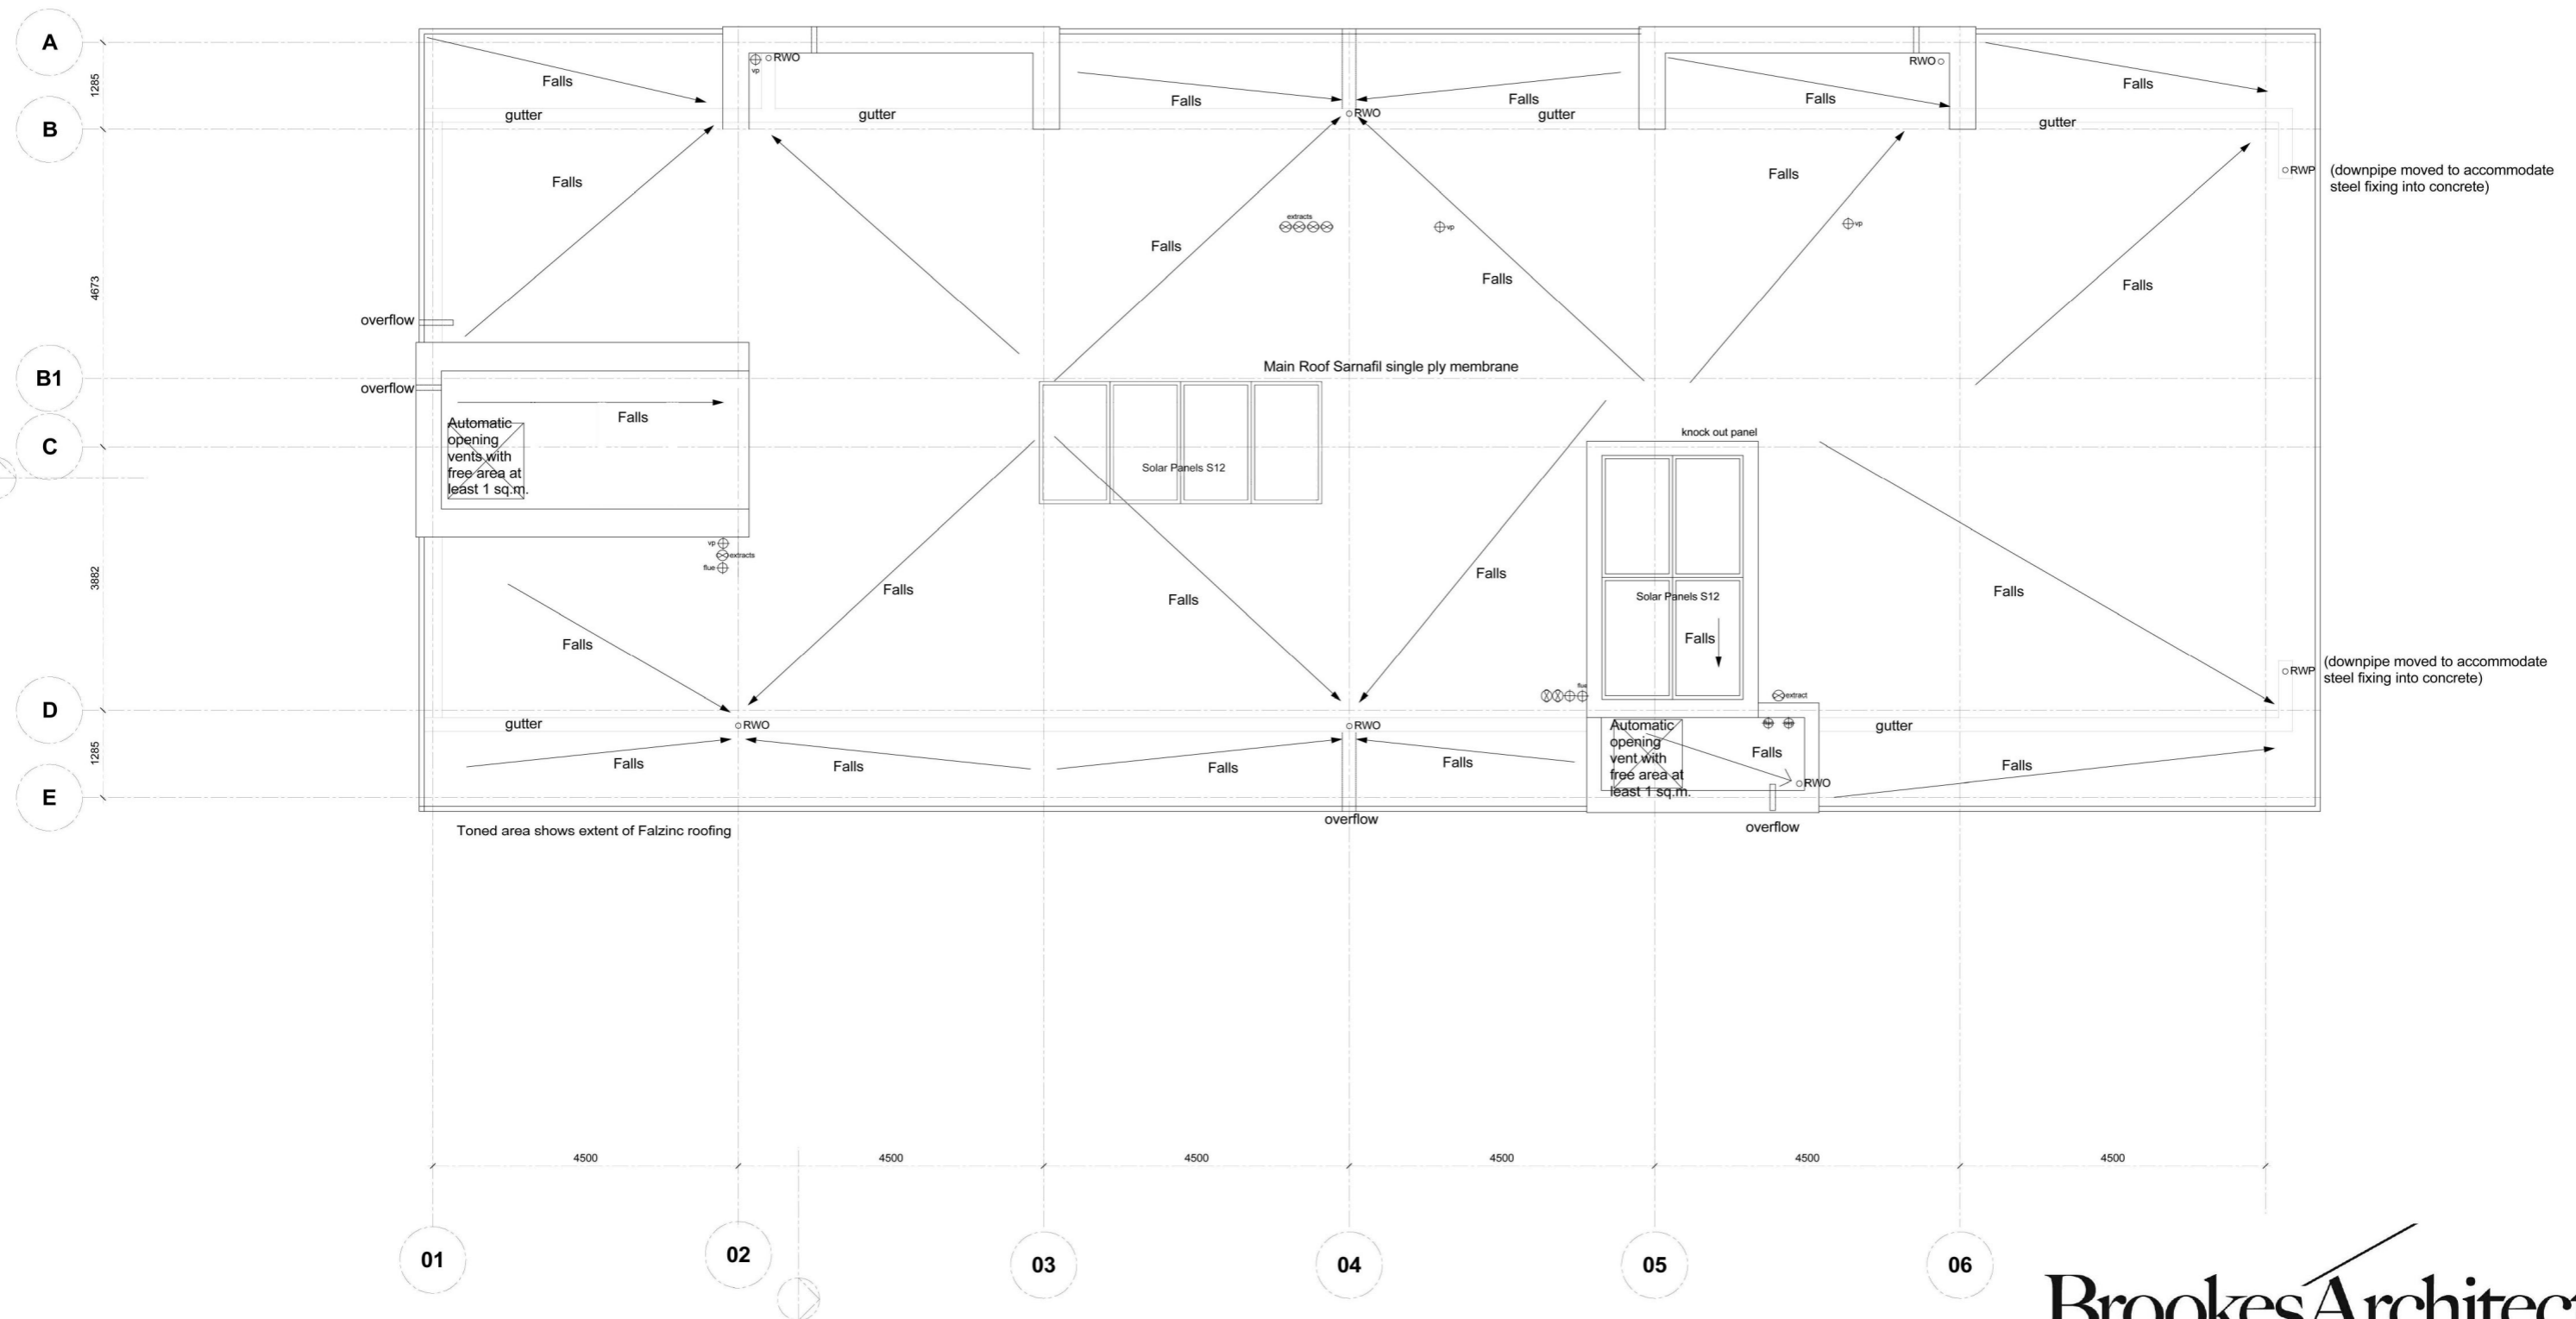 A
B
B1
C
D
E
1285
4673
3882
1285
Falls
vp
RWO
Falls
Falls
RWO
Falls
Falls
gutter
gutter
RWO
gutter
gutter
Falls
Falls
RWP
(downpipe moved to accommodate
steel fixing into concrete)
extracts
vp
vp
Falls
Falls
Falls
overflow
Main Roof Sarnafil single ply membrane
overflow
Falls
Automatic
opening
vents with
free area at
least 1 sq.m.
knock out panel
Solar Panels S12
vp
extracts
flue
Falls
Falls
Falls
Falls
Falls
Solar Panels S12
Falls
RWP
(downpipe moved to accommodate
steel fixing into concrete)
flue
extract
gutter
RWO
RWO
gutter
Automatic
opening
vent with
free area at
least 1 sq.m.
Falls
RWO
Falls
Falls
Falls
Falls
Falls
overflow
overflow
Toned area shows extent of Falzinc roofing
4500
4500
4500
4500
4500
4500
01
02
03
04
05
06
BrookesArchitect